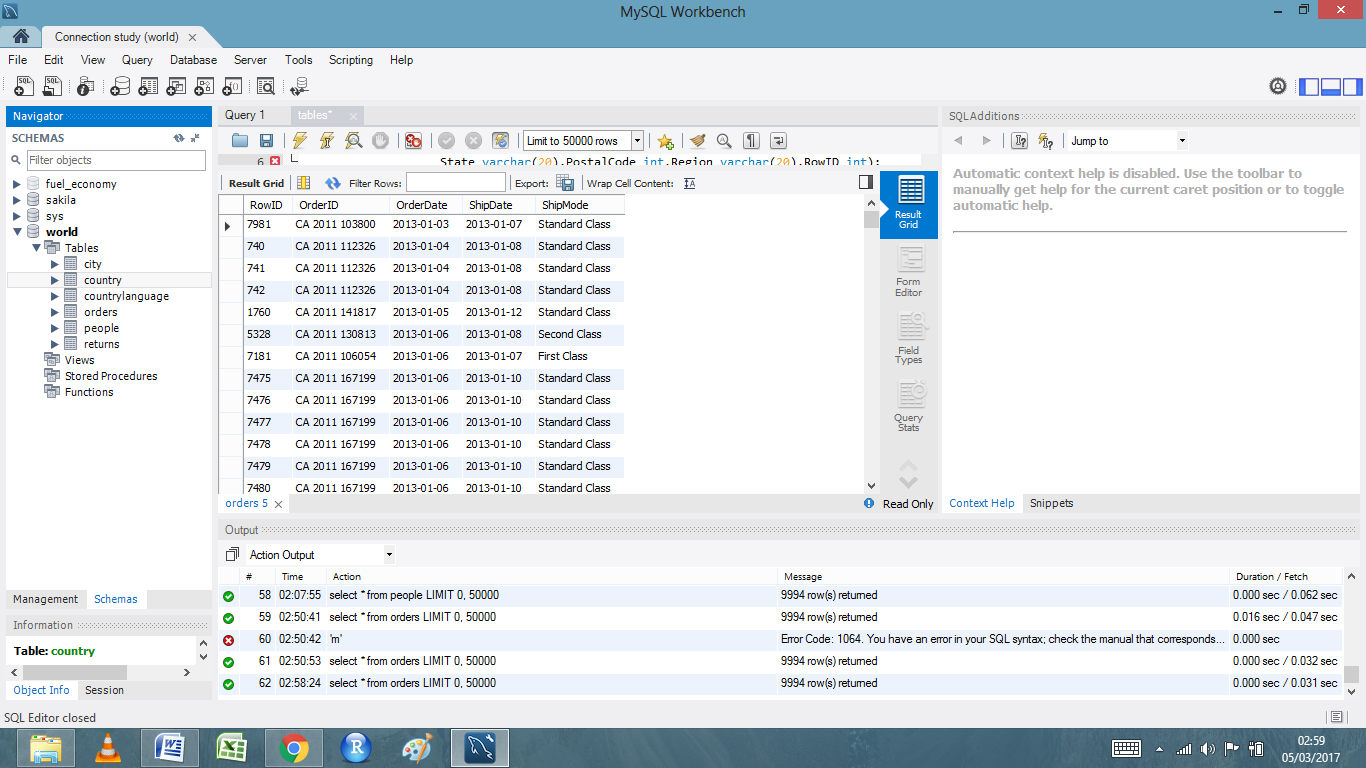 MySQL Workbench
Connection study (world)
File Edit View Query Database Server Tools Scripting Help
Navigator
SCHEMAS
Filter objects
fuel_economy
sakila
sys
world
Tables
city
country
countrylanguage
orders
people
returns
Views
Stored Procedures
Functions
Management Schemas
Information
Table: country
Object Info Session
Query 1 tables*
Limit to 50000 rows
6 State varchar(20),PostalCode int,Region varchar(20),RowID int);
Result Grid Filter Rows: Export: Wrap Cell Content:
RowID OrderID OrderDate ShipDate ShipMode
7981 CA 2011 103800 2013-01-03 2013-01-07 Standard Class
740 CA 2011 112326 2013-01-04 2013-01-08 Standard Class
741 CA 2011 112326 2013-01-04 2013-01-08 Standard Class
742 CA 2011 112326 2013-01-04 2013-01-08 Standard Class
1760 CA 2011 141817 2013-01-05 2013-01-12 Standard Class
5328 CA 2011 130813 2013-01-06 2013-01-08 Second Class
7181 CA 2011 106054 2013-01-06 2013-01-07 First Class
7475 CA 2011 167199 2013-01-06 2013-01-10 Standard Class
7476 CA 2011 167199 2013-01-06 2013-01-10 Standard Class
7477 CA 2011 167199 2013-01-06 2013-01-10 Standard Class
7478 CA 2011 167199 2013-01-06 2013-01-10 Standard Class
7479 CA 2011 167199 2013-01-06 2013-01-10 Standard Class
7480 CA 2011 167199 2013-01-06 2013-01-10 Standard Class
Result
Grid
Form
Editor
Field
Types
Query
Stats
orders 5
Read Only
SQLAdditions
Jump to
Automatic context help is disabled. Use the toolbar to
manually get help for the current caret position or to toggle
automatic help.
Context Help Snippets
Output
Action Output
# Time Action Message Duration / Fetch
58 02:07:55 select * from people LIMIT 0, 50000 9994 row(s) returned 0.000 sec / 0.062 sec
59 02:50:41 select * from orders LIMIT 0, 50000 9994 row(s) returned 0.016 sec / 0.047 sec
60 02:50:42 'm' Error Code: 1064. You have an error in your SQL syntax; check the manual that corresponds... 0.000 sec
61 02:50:53 select * from orders LIMIT 0, 50000 9994 row(s) returned 0.000 sec / 0.032 sec
62 02:58:24 select * from orders LIMIT 0, 50000 9994 row(s) returned 0.000 sec / 0.031 sec
SQL Editor closed
02:59
05/03/2017